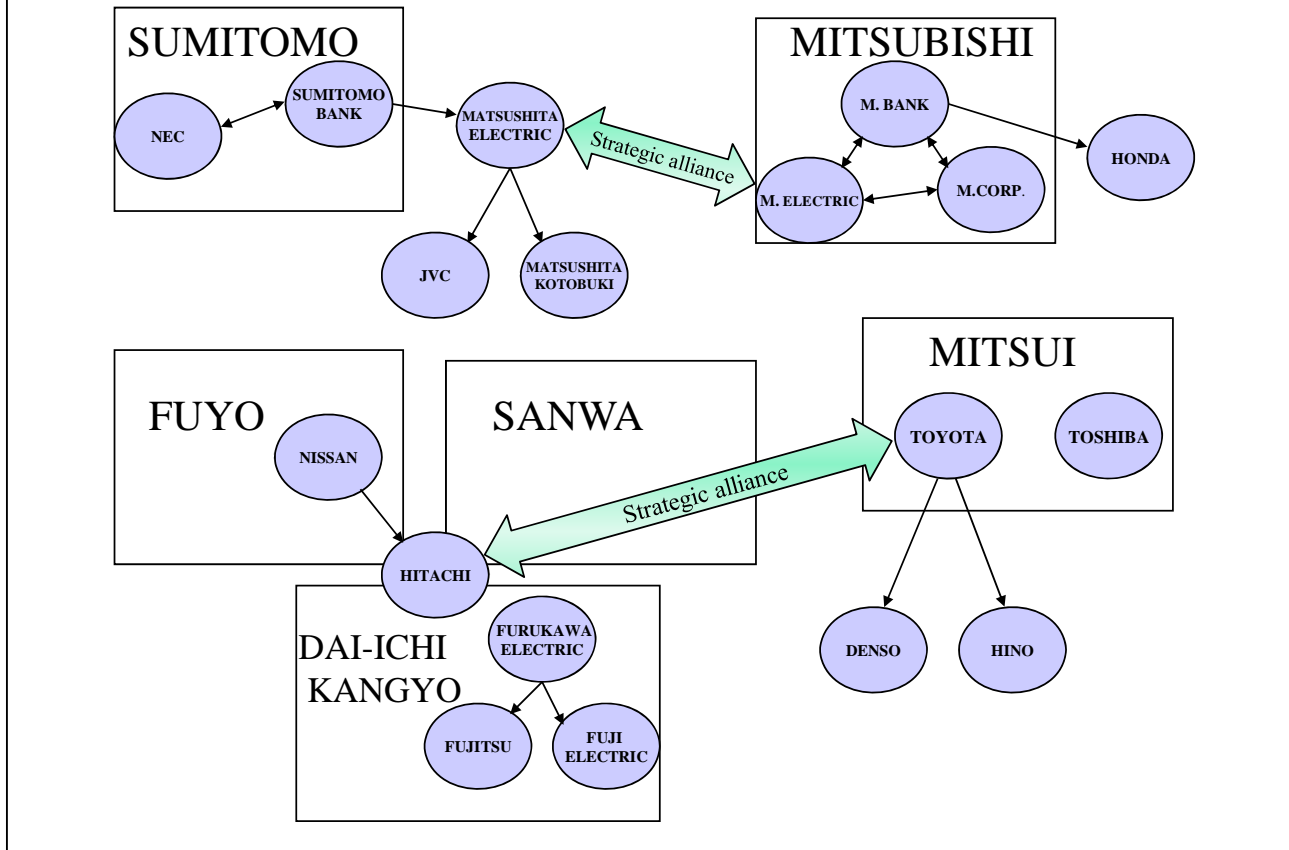 SUMITOMO
SUMITOMO
BANK
NEC
MATSUSHITA
ELECTRIC
JVC
MATSUSHITA
KOTOBUKI
Strategic alliance
MITSUBISHI
M. BANK
M. ELECTRIC
M.CORP.
HONDA
FUYO
NISSAN
SANWA
HITACHI
Strategic alliance
MITSUI
TOYOTA
TOSHIBA
DENSO
HINO
DAI-ICHI
KANGYO
FURUKAWA
ELECTRIC
FUJITSU
FUJI
ELECTRIC